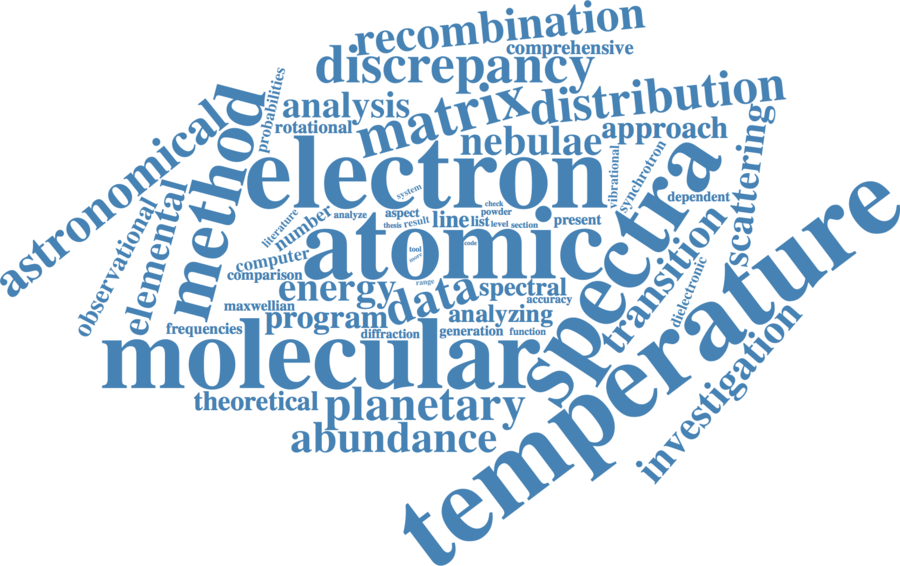 recombination
comprehensive
discrepancy
probabilities
analysis
rotational
matrix
distribution
astronomical
method
nebulae
approach
electron
vibrational
synchrotron
spectra
scattering
dependent
observational
elemental
system
literature
number
analyze
aspect
check
powder
thesis
result
line
list
level
section
present
atomic
tool
code
more
computer
comparison
range
energy
data
spectral
accuracy
transition
dielectronic
temperature
maxwellian
program
analyzing
frequencies
diffraction
generation
function
molecular
investigation
theoretical
planetary
abundance